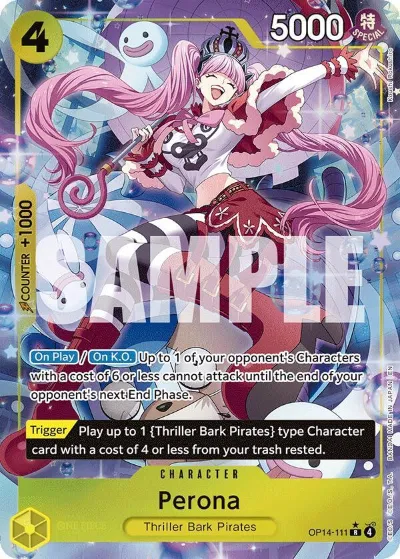 4
5000
特
SPECIAL
COUNTER +1000
SAMPLE
On Play / On K.O. Up to 1 of your opponent's Characters
with a cost of 6 or less cannot attack until the end of your
opponent's next End Phase.
Trigger Play up to 1 {Thriller Bark Pirates} type Character
card with a cost of 4 or less from your trash rested.
CHARACTER
Perona
Thriller Bark Pirates
OP14-111 R 4